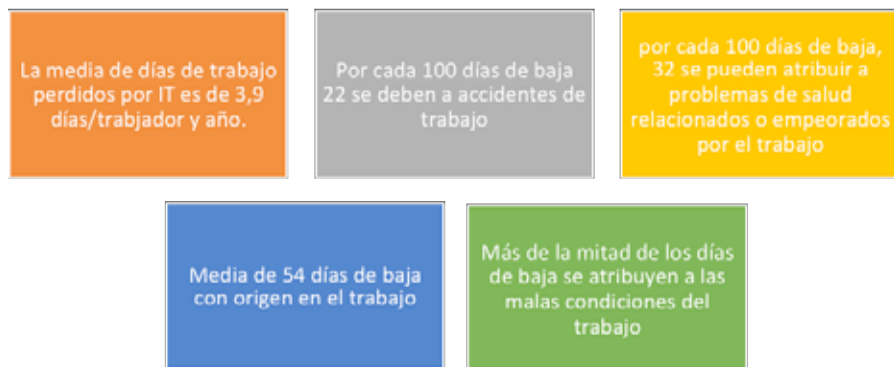 La media de días de trabajo
perdidos por IT es de 3,9
días/trabjador y año.
Por cada 100 días de baja
22 se deben a accidentes de
trabajo
por cada 100 días de baja,
32 se pueden atribuir a
problemas de salud
relacionados o empeorados
por el trabajo
Media de 54 días de baja
con origen en el trabajo
Más de la mitad de los días
de baja se atribuyen a las
malas condiciones del
trabajo